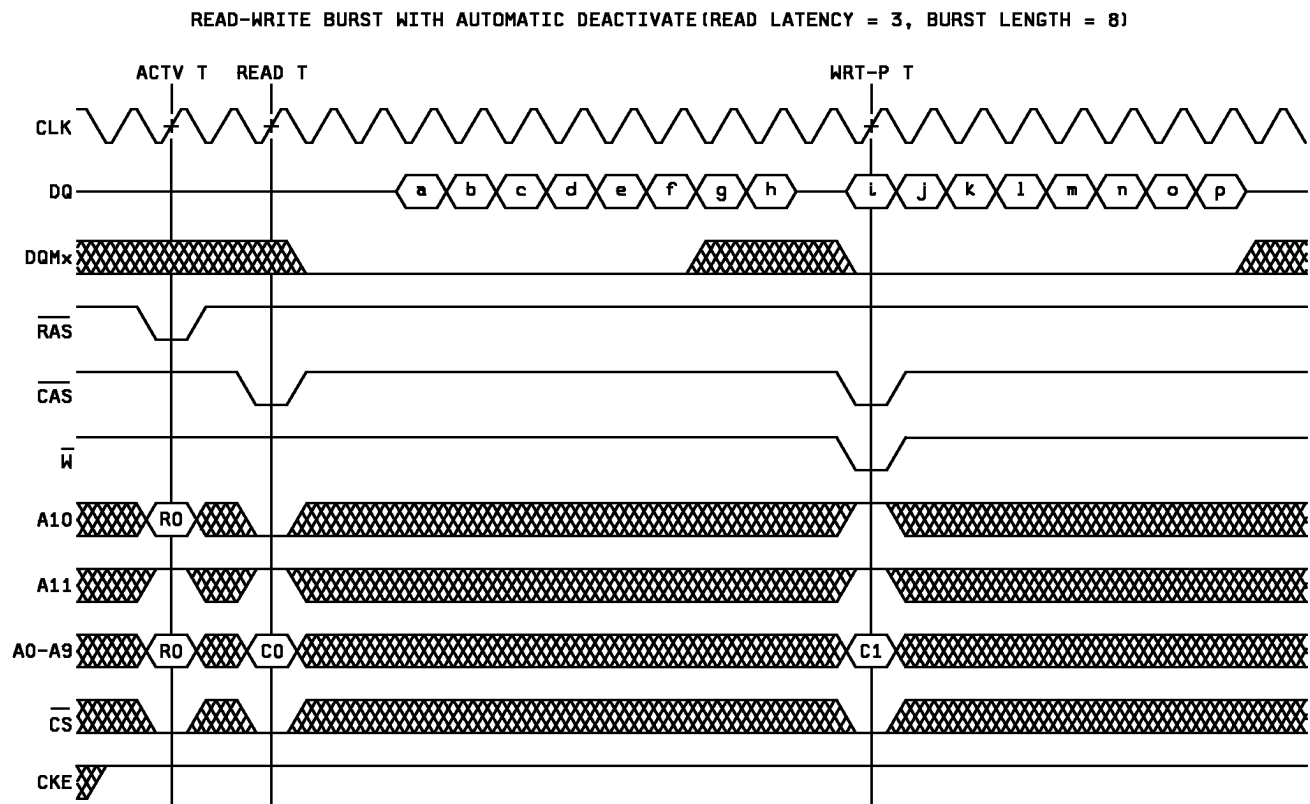 READ-WRITE BURST WITH AUTOMATIC DEACTIVATE(READ LATENCY = 3, BURST LENGTH = 8)
ACTV T READ T WRT-P T
CLK
DQ a b c d e f g h i j k l m n o p
DQMx
RAS
CAS
W
A10 R0
A11
A0-A9 R0 C0 C1
CS
CKE